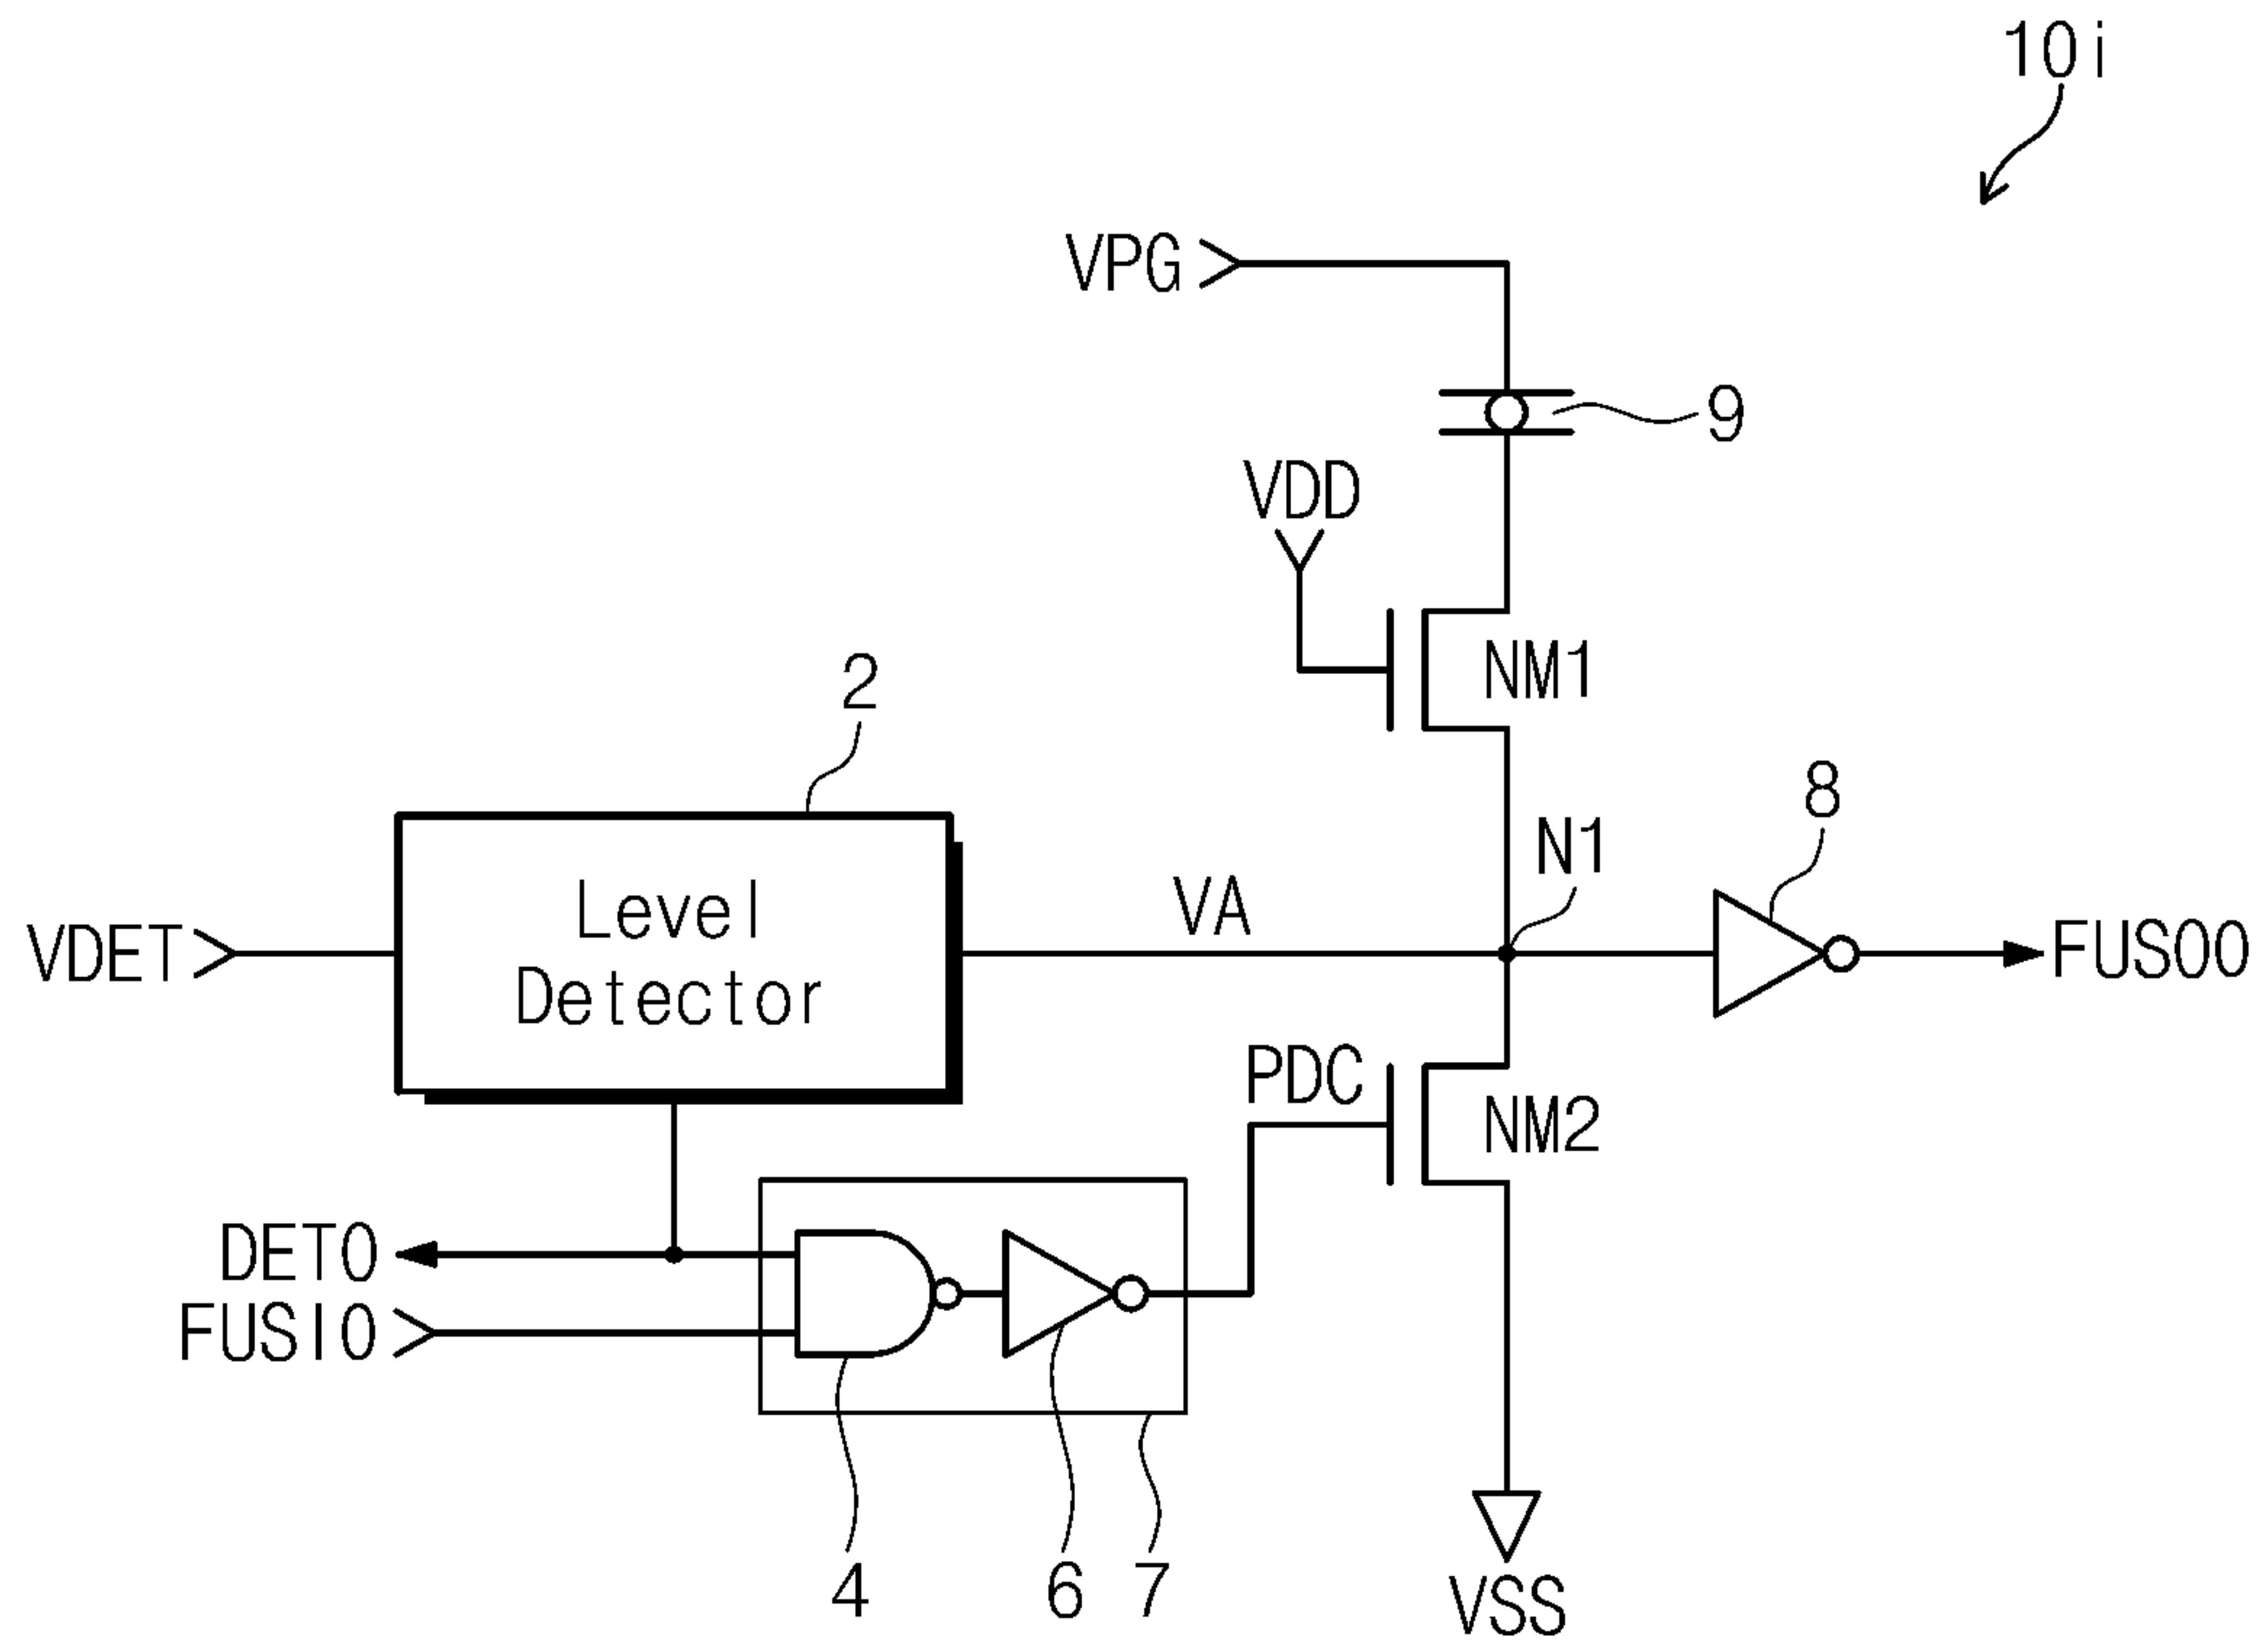 10i
VPG
9
VDD
NM1
2
8
N1
VA
Level
Detector
VDET
FUSO0
PDC
NM2
DET0
FUSI0
4
6
7
VSS